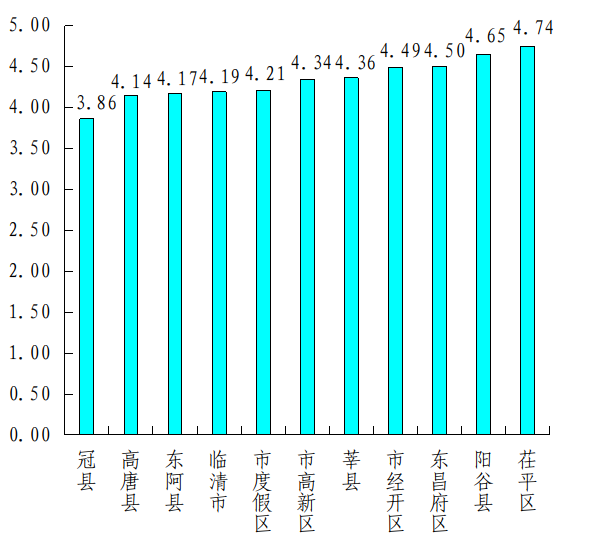 5.00
4.50
4.00
3.50
3.00
2.50
2.00
1.50
1.00
0.50
0.00
3.86
4.14
4.17
4.19
4.21
4.34
4.36
4.49
4.50
4.65
4.74
冠县
高唐县
东阿县
临清市
市度假区
市高新区
莘县
市经开区
东昌府区
阳谷县
茌平区